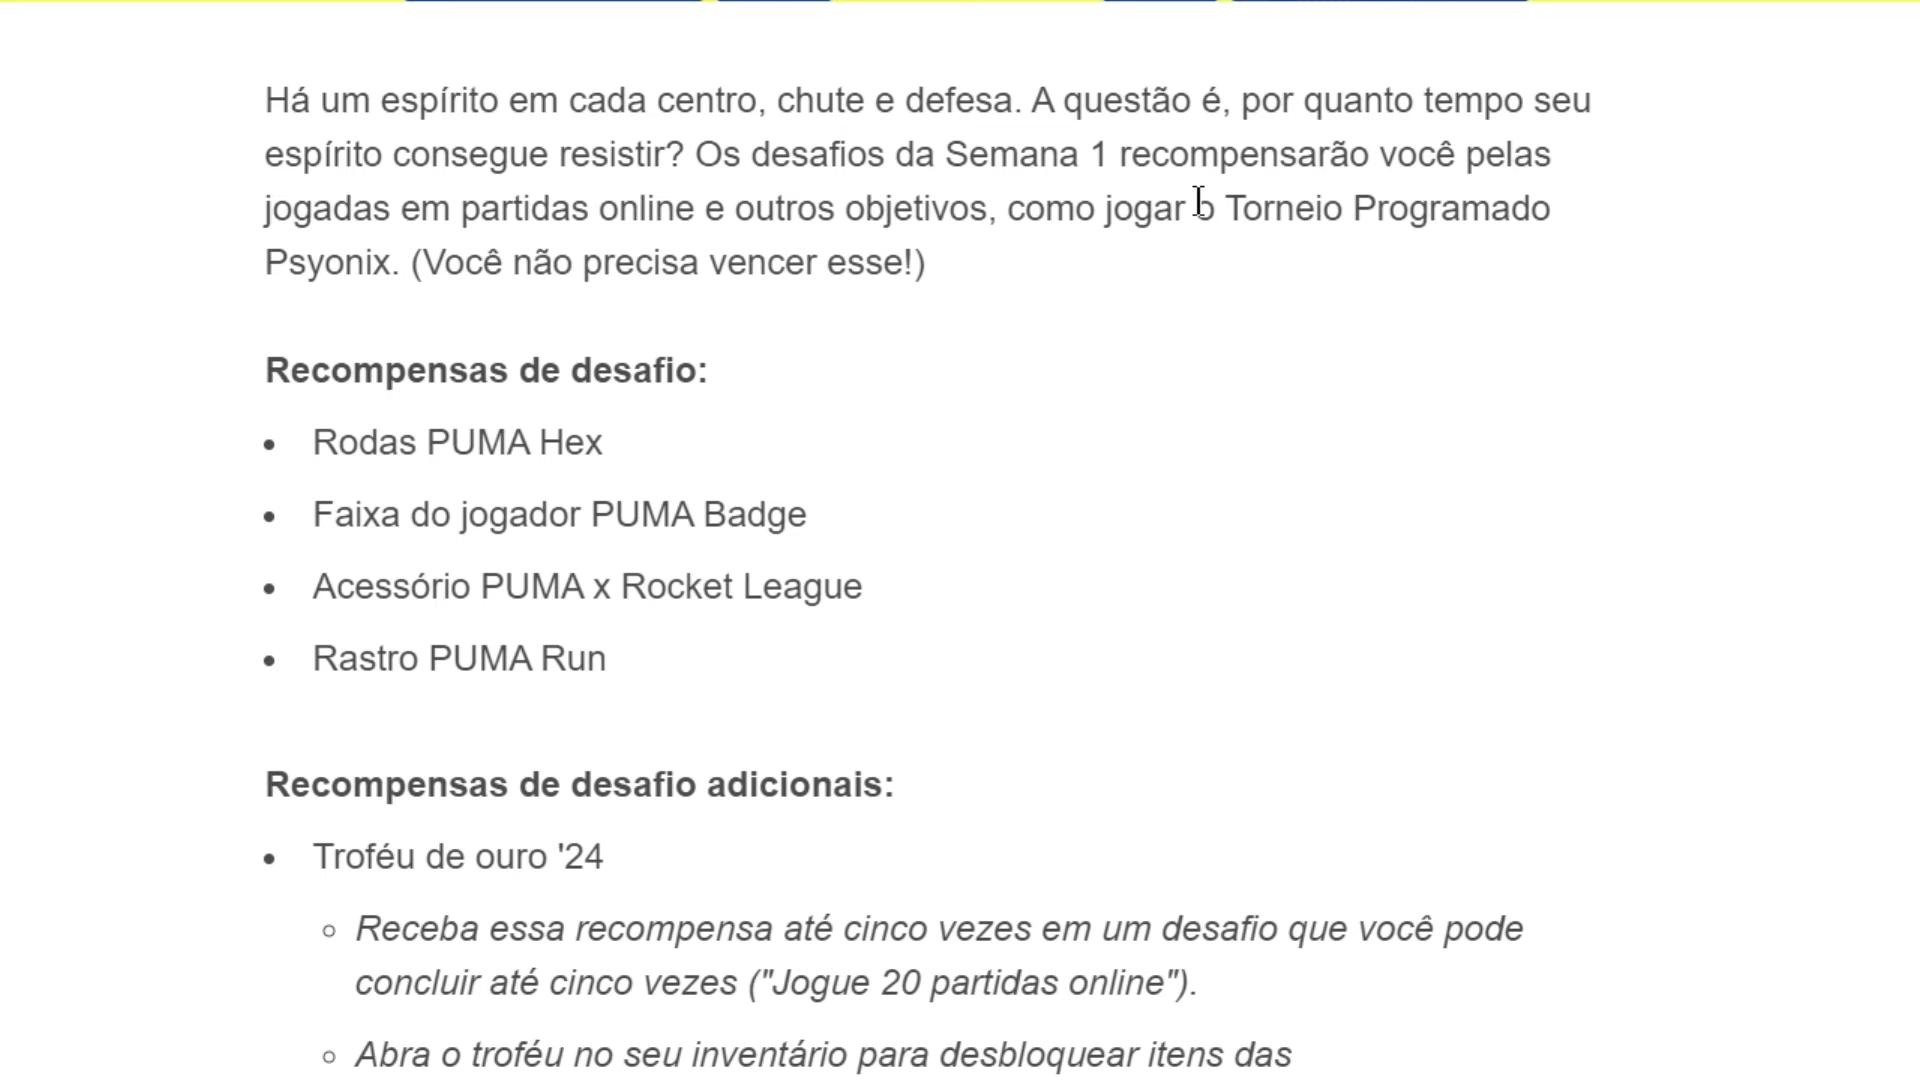 Há um espírito em cada centro, chute e defesa. A questão é, por quanto tempo seu
espírito consegue resistir? Os desafios da Semana 1 recompensarão você pelas
jogadas em partidas online e outros objetivos, como jogar o Torneio Programado
Psyonix. (Você não precisa vencer esse!)
Recompensas de desafio:
• Rodas PUMA Hex
• Faixa do jogador PUMA Badge
• Acessório PUMA x Rocket League
• Rastro PUMA Run
Recompensas de desafio adicionais:
• Troféu de ouro '24
◦ Receba essa recompensa até cinco vezes em um desafio que você pode
concluir até cinco vezes ("Jogue 20 partidas online").
◦ Abra o troféu no seu inventário para desbloquear itens das